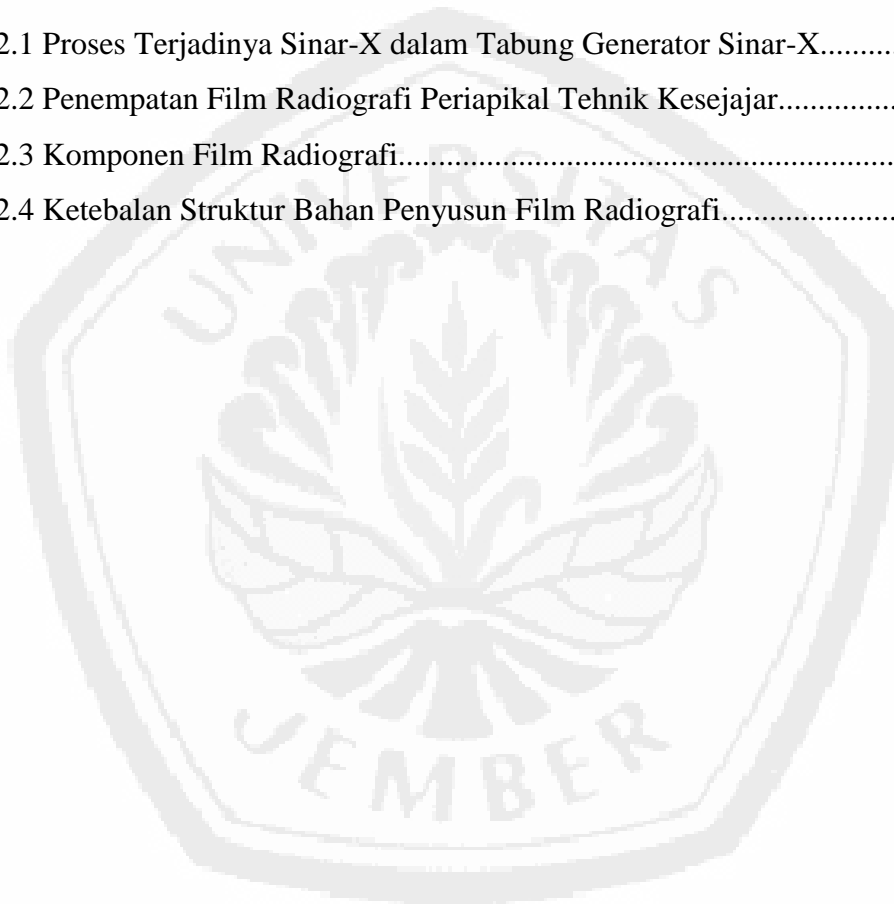 2.1 Proses Terjadinya Sinar-X dalam Tabung Generator Sinar-X..........
2.2 Penempatan Film Radiografi Periapikal Tehnik Kesejajar...............
2.3 Komponen Film Radiografi...............................................................
2.4 Ketebalan Struktur Bahan Penyusun Film Radiografi......................
UNIVERSITAS
JEMBER